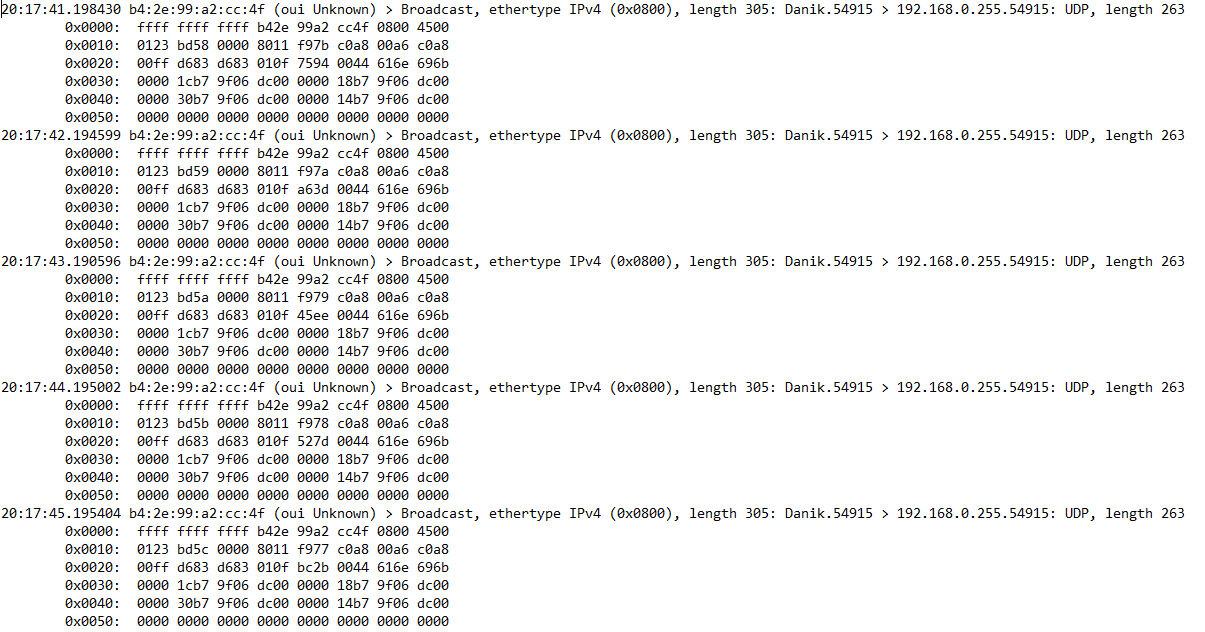 20:17:41.198430 b4:2e:99:a2:cc:4f (oui Unknown) > Broadcast, ethertype IPv4 (0x0800), length 305: Danik.54915 > 192.168.0.255.54915: UDP, length 263
0x0000: ffff ffff ffff b42e 99a2 cc4f 0800 4500
0x0010: 0123 bd58 0000 8011 f97b c0a8 00a6 c0a8
0x0020: 00ff d683 d683 010f 7594 0044 616e 696b
0x0030: 0000 1cb7 9f06 dc00 0000 18b7 9f06 dc00
0x0040: 0000 30b7 9f06 dc00 0000 14b7 9f06 dc00
0x0050: 0000 0000 0000 0000 0000 0000 0000 0000
20:17:42.194599 b4:2e:99:a2:cc:4f (oui Unknown) > Broadcast, ethertype IPv4 (0x0800), length 305: Danik.54915 > 192.168.0.255.54915: UDP, length 263
0x0000: ffff ffff ffff b42e 99a2 cc4f 0800 4500
0x0010: 0123 bd59 0000 8011 f97a c0a8 00a6 c0a8
0x0020: 00ff d683 d683 010f a63d 0044 616e 696b
0x0030: 0000 1cb7 9f06 dc00 0000 18b7 9f06 dc00
0x0040: 0000 30b7 9f06 dc00 0000 14b7 9f06 dc00
0x0050: 0000 0000 0000 0000 0000 0000 0000 0000
20:17:43.190596 b4:2e:99:a2:cc:4f (oui Unknown) > Broadcast, ethertype IPv4 (0x0800), length 305: Danik.54915 > 192.168.0.255.54915: UDP, length 263
0x0000: ffff ffff ffff b42e 99a2 cc4f 0800 4500
0x0010: 0123 bd5a 0000 8011 f979 c0a8 00a6 c0a8
0x0020: 00ff d683 d683 010f 45ee 0044 616e 696b
0x0030: 0000 1cb7 9f06 dc00 0000 18b7 9f06 dc00
0x0040: 0000 30b7 9f06 dc00 0000 14b7 9f06 dc00
0x0050: 0000 0000 0000 0000 0000 0000 0000 0000
20:17:44.195002 b4:2e:99:a2:cc:4f (oui Unknown) > Broadcast, ethertype IPv4 (0x0800), length 305: Danik.54915 > 192.168.0.255.54915: UDP, length 263
0x0000: ffff ffff ffff b42e 99a2 cc4f 0800 4500
0x0010: 0123 bd5b 0000 8011 f978 c0a8 00a6 c0a8
0x0020: 00ff d683 d683 010f 527d 0044 616e 696b
0x0030: 0000 1cb7 9f06 dc00 0000 18b7 9f06 dc00
0x0040: 0000 30b7 9f06 dc00 0000 14b7 9f06 dc00
0x0050: 0000 0000 0000 0000 0000 0000 0000 0000
20:17:45.195404 b4:2e:99:a2:cc:4f (oui Unknown) > Broadcast, ethertype IPv4 (0x0800), length 305: Danik.54915 > 192.168.0.255.54915: UDP, length 263
0x0000: ffff ffff ffff b42e 99a2 cc4f 0800 4500
0x0010: 0123 bd5c 0000 8011 f977 c0a8 00a6 c0a8
0x0020: 00ff d683 d683 010f bc2b 0044 616e 696b
0x0030: 0000 1cb7 9f06 dc00 0000 18b7 9f06 dc00
0x0040: 0000 30b7 9f06 dc00 0000 14b7 9f06 dc00
0x0050: 0000 0000 0000 0000 0000 0000 0000 0000